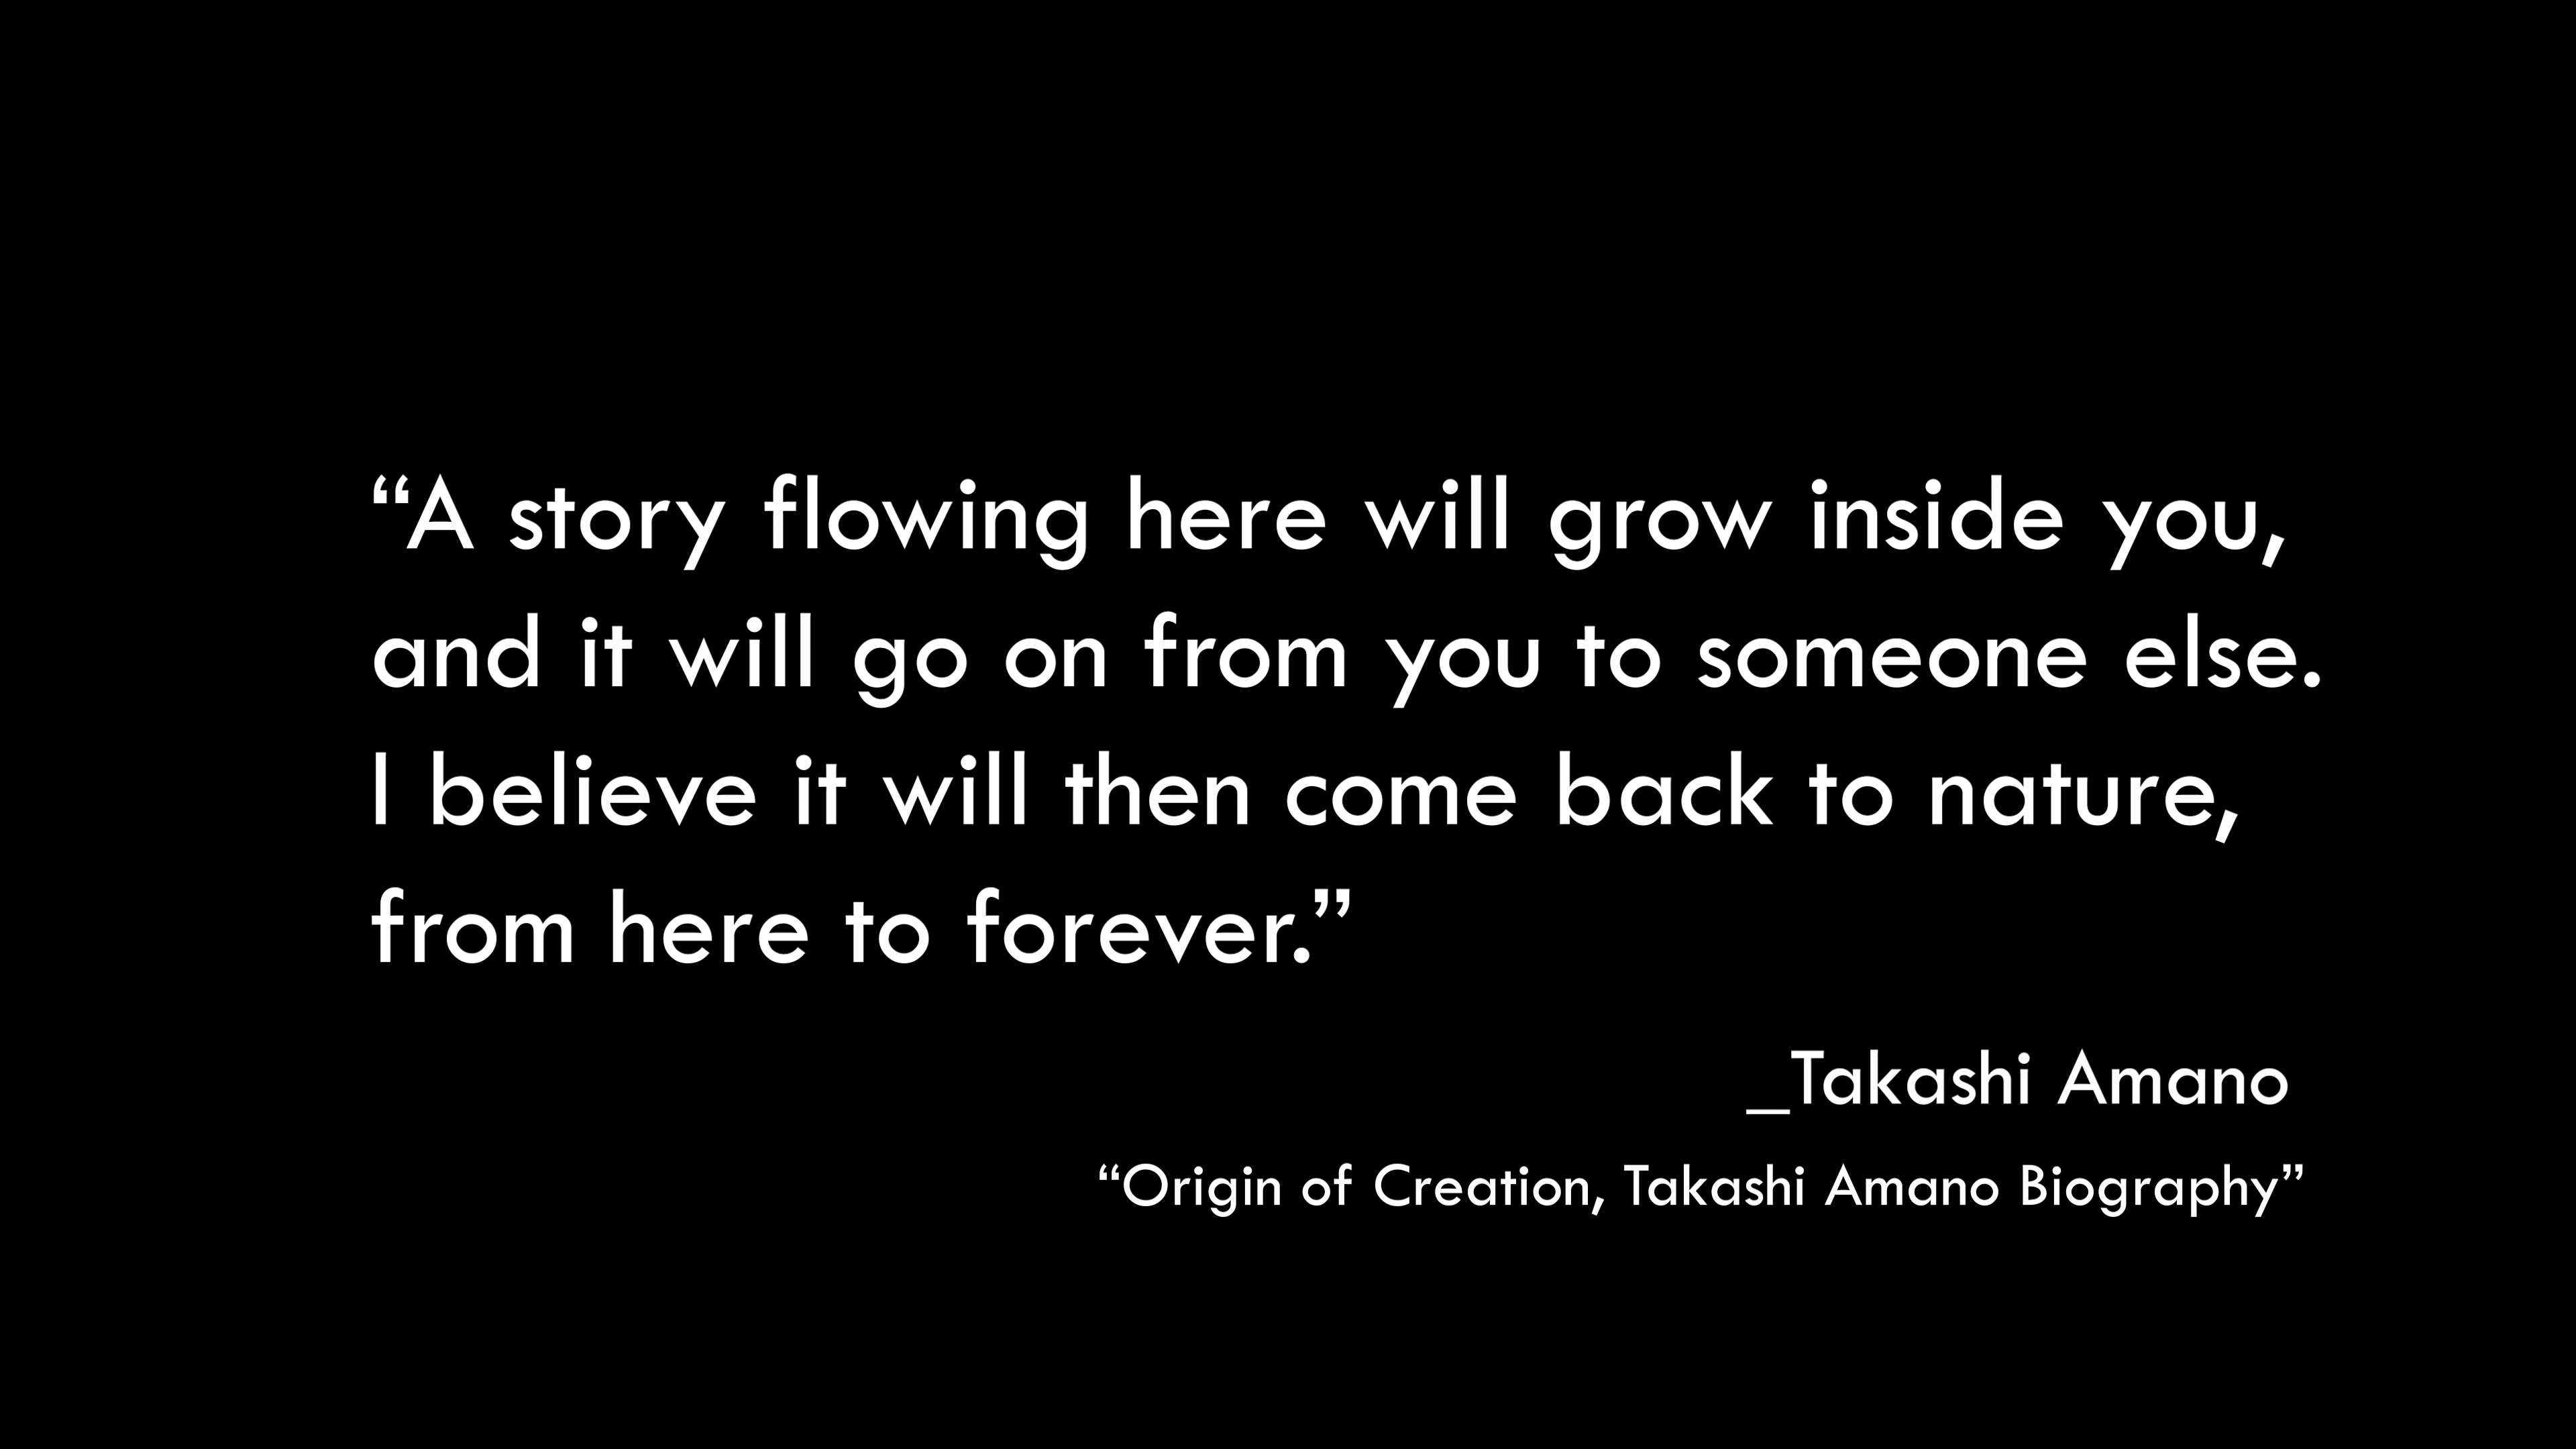 “A story flowing here will grow inside you,
and it will go on from you to someone else.
I believe it will then come back to nature,
from here to forever.”
_Takashi Amano
“Origin of Creation, Takashi Amano Biography”